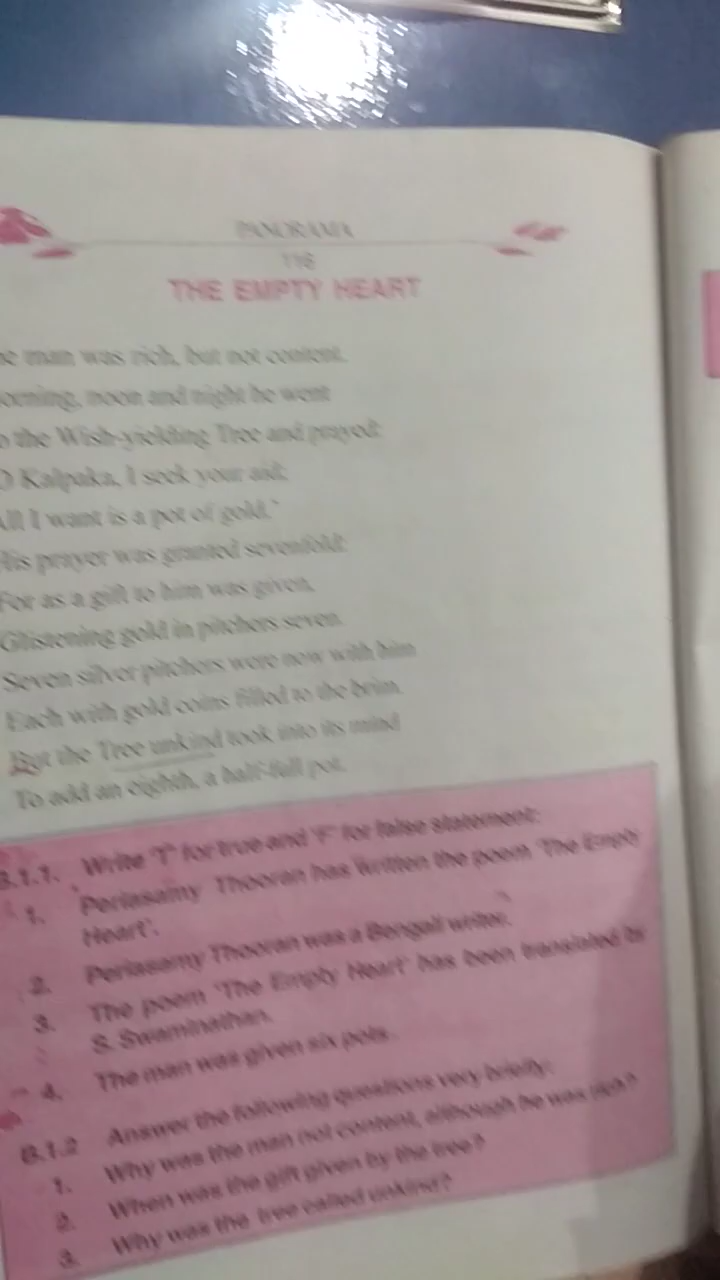 PANORAMA
116
THE EMPTY HEART
man was rich, but not content.
noon and night he went
the Wish-yielding Tree and prayed:
Kalpaka, I seek your aid;
All I want is a pot of gold.'
His prayer was granted sevenfold:
For as a gift to him was given,
Glistening gold in pitchers seven.
Seven silver pitchers were now with him
Each with gold coins filled to the brim.
But the Tree unkind took into its mind
To add an eighth, a half-full pot.
B.1.1. Write 'T' for true and 'F' for false statement:
1. Periasamy Thooran has written the poem 'The Empty
Heart'.
2. Periasamy Thooran was a Bengali writer.
3. The poem 'The Empty Heart' has been translated by
S. Swaminathan.
4. The man was given six pots.
B.1.2 Answer the following questions very briefly:
1. Why was the man not content, although he was rich?
2. When was the gift given by the tree?
3. Why was the tree called unkind?